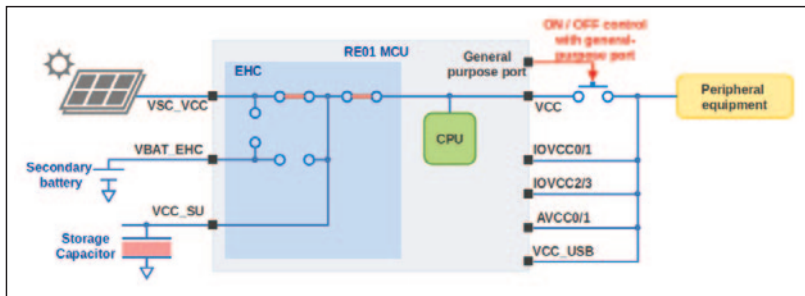 ON / OFF control
with general-
purpose port
RE01 MCU
General
purpose port
EHC
Peripheral
equipment
VSC_VCC
VCC
CPU
VBAT_EHC
IOVCC0/1
Secondary
battery
IOVCC2/3
VCC_SU
AVCC0/1
Storage
Capacitor
VCC_USB